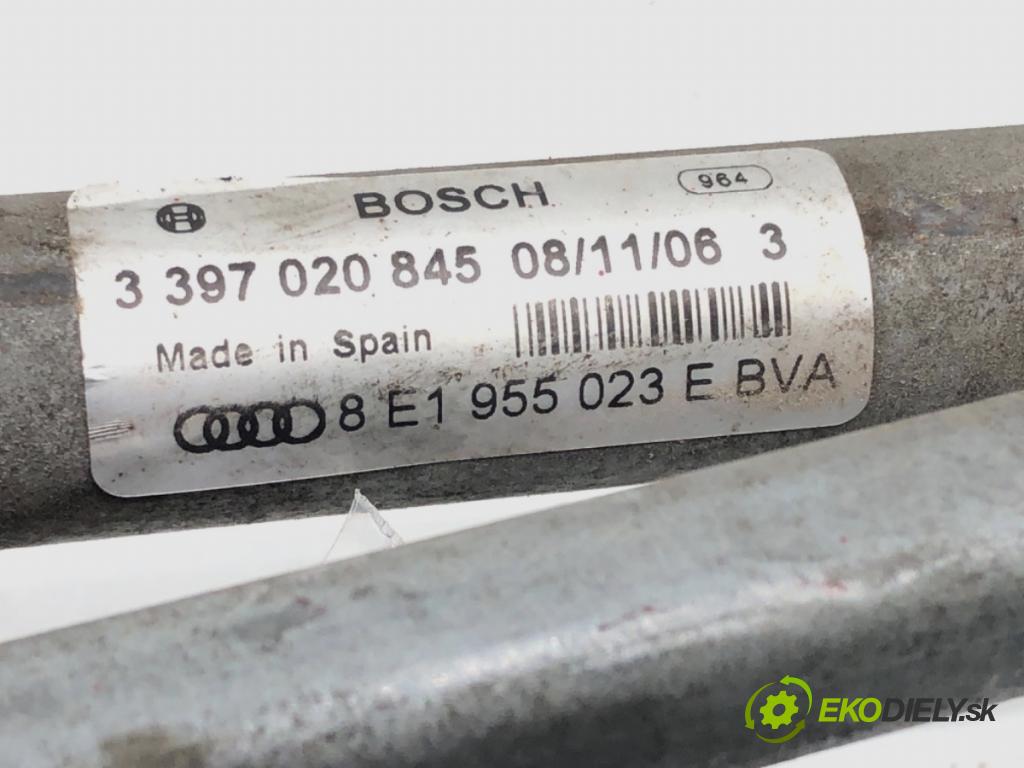 BOSCH 964
3 397 020 845 08/11/06 3
Made in Spain
8 E1 955 023 E BVA
EKODIELY.sk